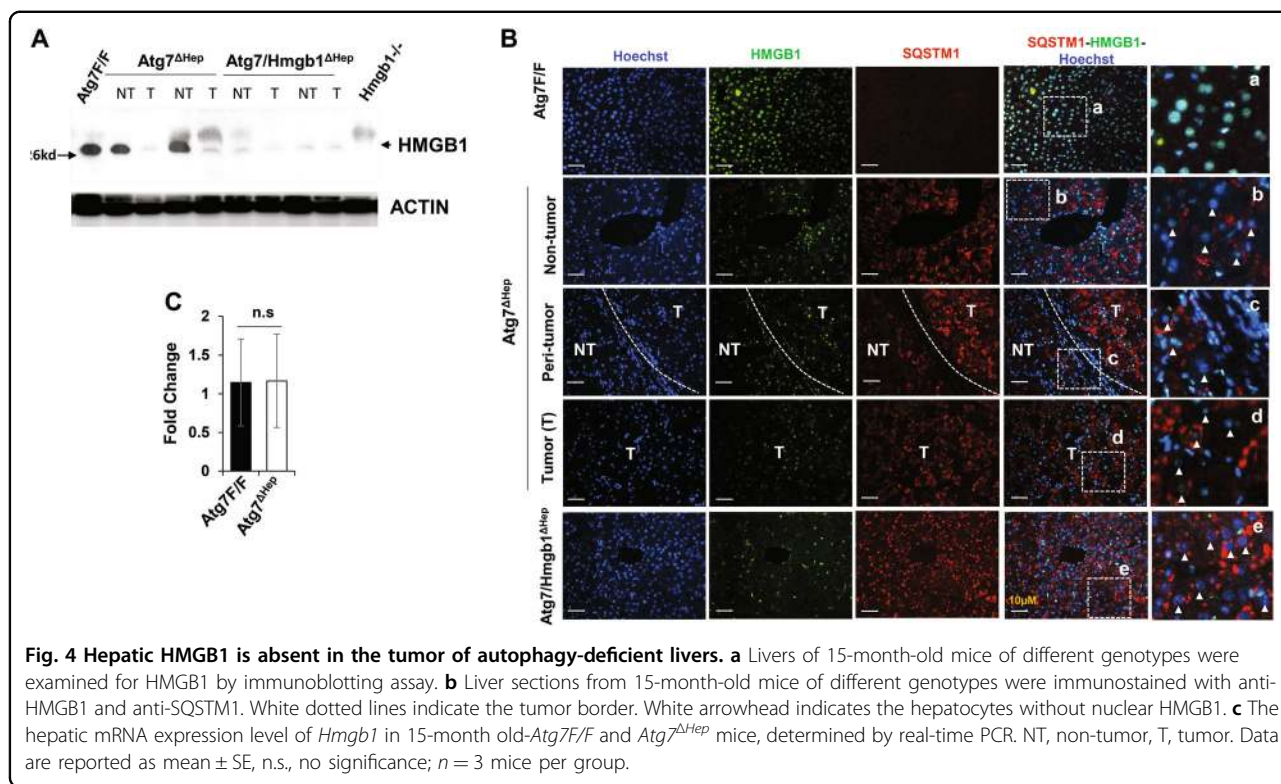 A
Atg7F/F
Atg7ΔHep
Atg/Hmgb1ΔHep
Hmgb1-/-
NT T NT T NT T NT T
26kd
HMGB1
ACTIN
B
Hoechst
HMGB1
SQSTM1
SQSTM1-HMGB1-
Hoechst
Atg7F/F
a
a
Atg7ΔHep
Non-tumor
b
b
Peri-tumor
NT T
NT T
NT T
NT T
c
c
Tumor (T)
T
T
T
T
d
d
Atg7/Hmgb1ΔHep
10µM
e
e
C
n.s
Fold Change
2
1.5
1
0.5
0
Atg7F/F
Atg7ΔHep
Fig. 4 Hepatic HMGB1 is absent in the tumor of autophagy-deficient livers. a Livers of 15-month-old mice of different genotypes were
examined for HMGB1 by immunoblotting assay. b Liver sections from 15-month-old mice of different genotypes were immunostained with anti-
HMGB1 and anti-SQSTM1. White dotted lines indicate the tumor border. White arrowhead indicates the hepatocytes without nuclear HMGB1. c The
hepatic mRNA expression level of Hmgb1 in 15-month old-Atg7F/F and Atg7ΔHep mice, determined by real-time PCR. NT, non-tumor, T, tumor. Data
are reported as mean ± SE, n.s., no significance; n = 3 mice per group.